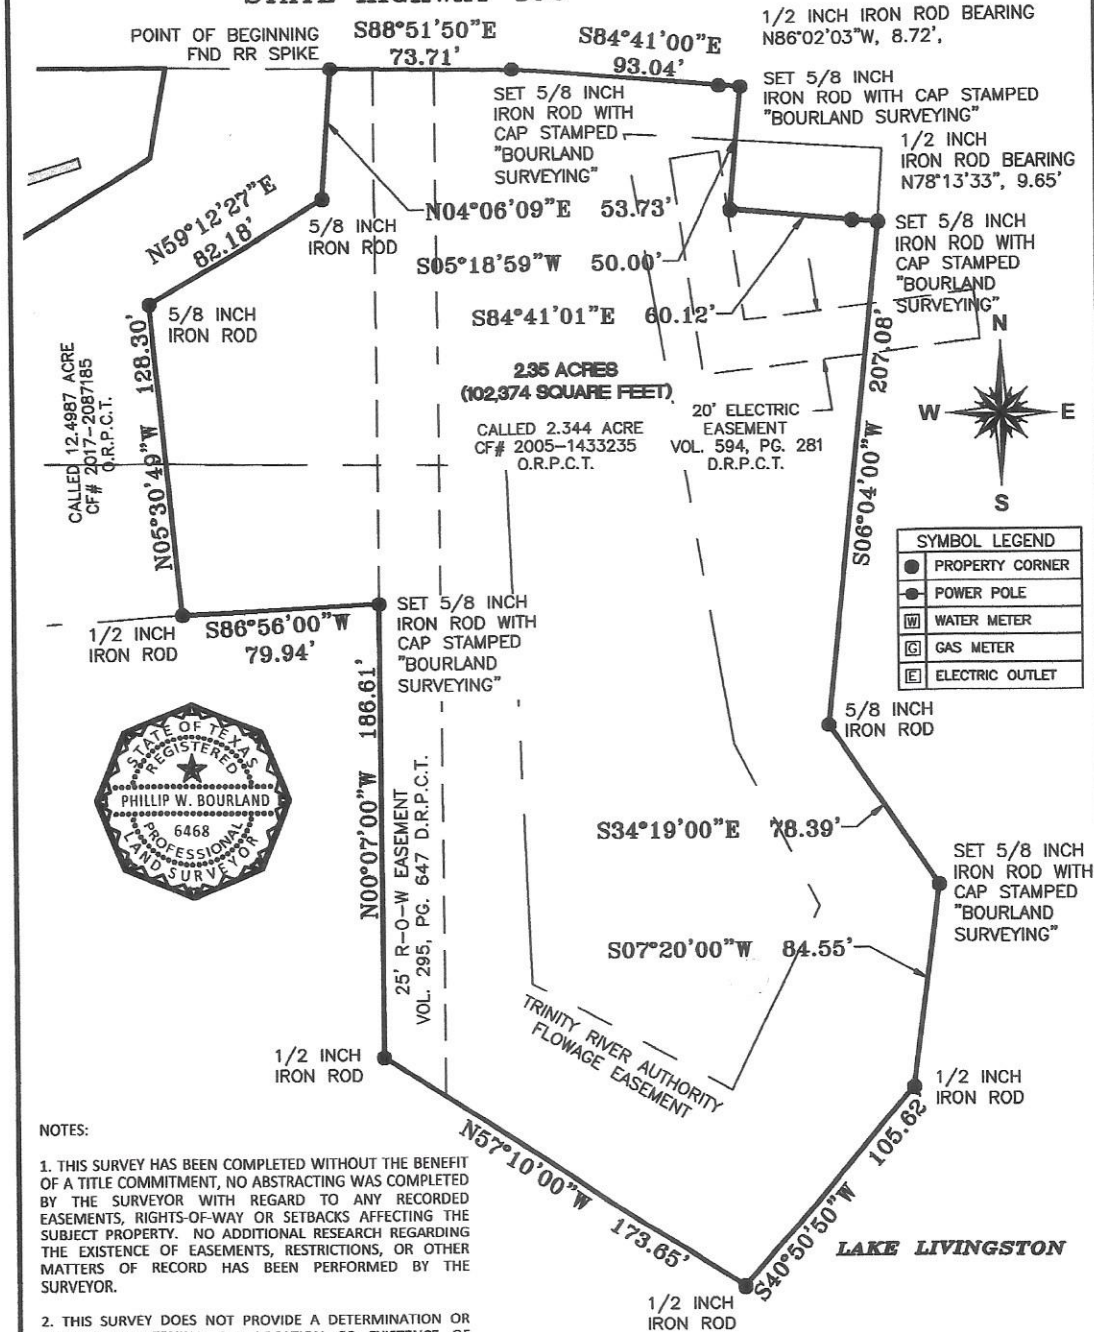 POINT OF BEGINNING
FND RR SPIKE
S88°51'50"E
73.71'
S84°41'00"E
93.04'
1/2 INCH IRON ROD BEARING
N86°02'03"W, 8.72',
SET 5/8 INCH
IRON ROD WITH
CAP STAMPED
"BOURLAND
SURVEYING"
SET 5/8 INCH
IRON ROD WITH CAP STAMPED
"BOURLAND SURVEYING"
1/2 INCH
IRON ROD BEARING
N78°13'33", 9.65'
N59°12'27"E
82.18'
5/8 INCH
IRON ROD
N04°06'09"E 53.73'
S05°18'59"W 50.00'
S84°41'01"E 60.12'
SET 5/8 INCH
IRON ROD WITH
CAP STAMPED
"BOURLAND
SURVEYING"
5/8 INCH
IRON ROD
CALLED 12.4987 ACRE
CF# 2017-2087185
O.R.P.C.T.
N05°30'49"W 128.30'
2.35 ACRES
(102,374 SQUARE FEET)
CALLED 2.344 ACRE
CF# 2005-1433235
O.R.P.C.T.
20' ELECTRIC
EASEMENT
VOL. 594, PG. 281
D.R.P.C.T.
S06°04'00"W 207.08'
N
W
E
S
SYMBOL LEGEND
PROPERTY CORNER
POWER POLE
W WATER METER
G GAS METER
E ELECTRIC OUTLET
1/2 INCH
IRON ROD
S86°56'00"W
79.94'
SET 5/8 INCH
IRON ROD WITH
CAP STAMPED
"BOURLAND
SURVEYING"
STATE OF TEXAS
REGISTERED
PHILLIP W. BOURLAND
6468
PROFESSIONAL
LAND SURVEYOR
N00°07'00"W 186.61'
25' R-O-W EASEMENT
VOL. 295, PG. 647 D.R.P.C.T.
5/8 INCH
IRON ROD
S34°19'00"E 78.39'
SET 5/8 INCH
IRON ROD WITH
CAP STAMPED
"BOURLAND
SURVEYING"
S07°20'00"W 84.55'
TRINITY RIVER AUTHORITY
FLOWAGE EASEMENT
1/2 INCH
IRON ROD
1/2 INCH
IRON ROD
N57°10'00"W 173.65'
S40°50'50"W 105.62'
LAKE LIVINGSTON
1/2 INCH
IRON ROD
NOTES:
1. THIS SURVEY HAS BEEN COMPLETED WITHOUT THE BENEFIT
OF A TITLE COMMITMENT, NO ABSTRACTING WAS COMPLETED
BY THE SURVEYOR WITH REGARD TO ANY RECORDED
EASEMENTS, RIGHTS-OF-WAY OR SETBACKS AFFECTING THE
SUBJECT PROPERTY. NO ADDITIONAL RESEARCH REGARDING
THE EXISTENCE OF EASEMENTS, RESTRICTIONS, OR OTHER
MATTERS OF RECORD HAS BEEN PERFORMED BY THE
SURVEYOR.
2. THIS SURVEY DOES NOT PROVIDE A DETERMINATION OR